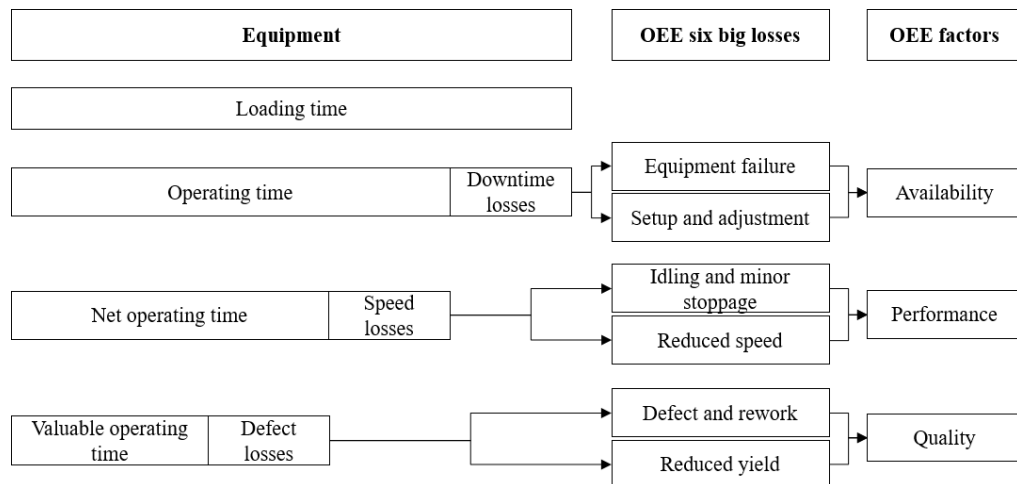 Equipment
OEE six big losses
OEE factors
Loading time
Operating time
Downtime
losses
Equipment failure
Setup and adjustment
Availability
Net operating time
Speed
losses
Idling and minor
stoppage
Reduced speed
Performance
Valuable operating
time
Defect
losses
Defect and rework
Reduced yield
Quality